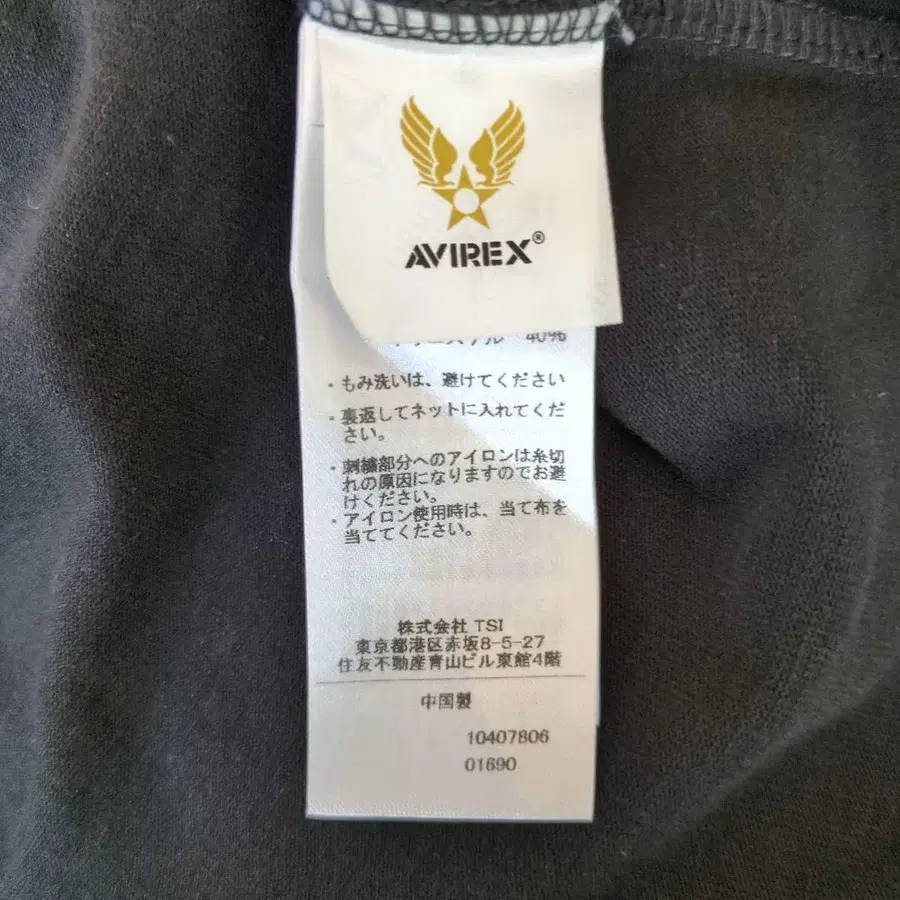 AVIREX®
40%
・もみ洗いは、避けてください
・裏返してネットに入れてくだ
さい。
・刺繍部分へのアイロンは糸切
れの原因になりますのでお避
けください。
・アイロン使用時は、当て布を
当ててください。
株式会社 TSI
東京都港区赤坂8-5-27
住友不動産青山ビル東館4階
中国製
10407806
01690